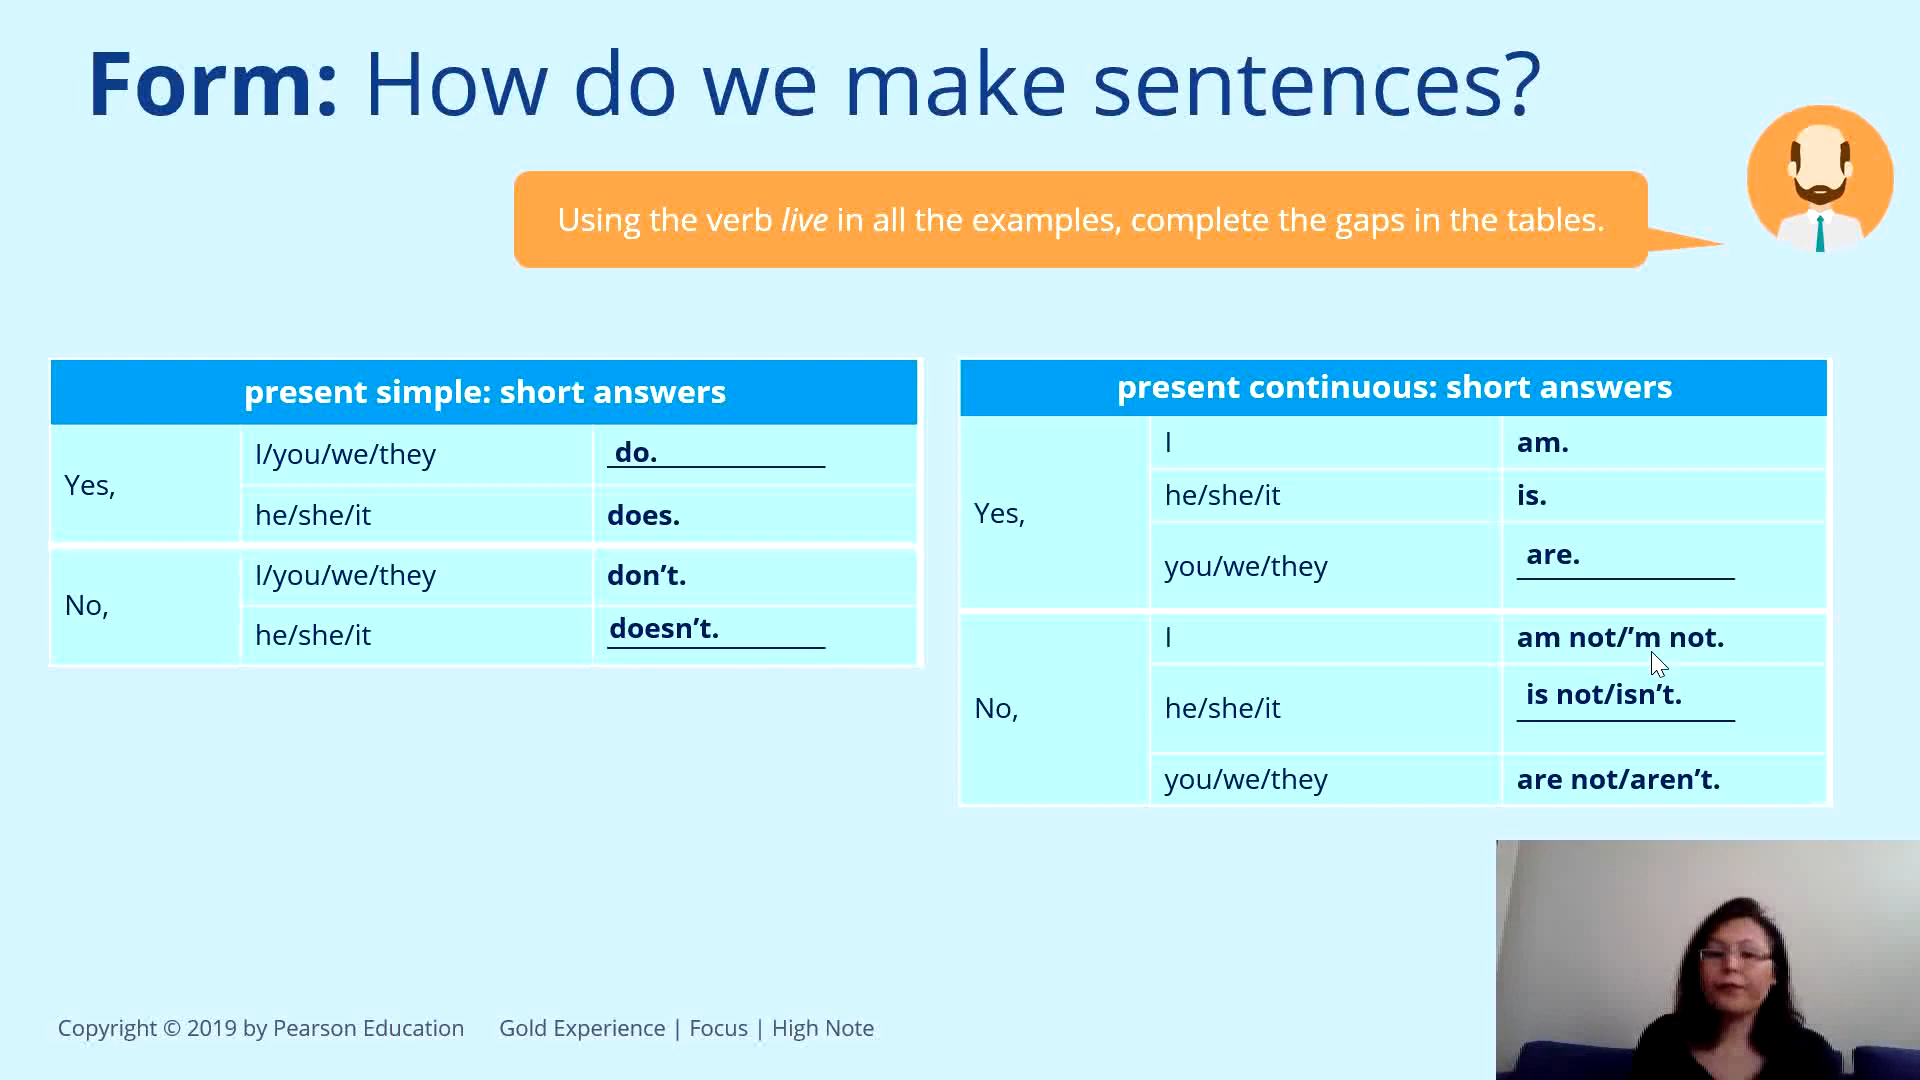 Form: How do we make sentences?
Using the verb live in all the examples, complete the gaps in the tables.
present simple: short answers
Yes,
I/you/we/they
do.
he/she/it
does.
No,
I/you/we/they
don’t.
he/she/it
doesn’t.
present continuous: short answers
Yes,
I
am.
he/she/it
is.
you/we/they
are.
No,
I
am not/’m not.
he/she/it
is not/isn’t.
you/we/they
are not/aren’t.
Copyright © 2019 by Pearson Education
Gold Experience | Focus | High Note